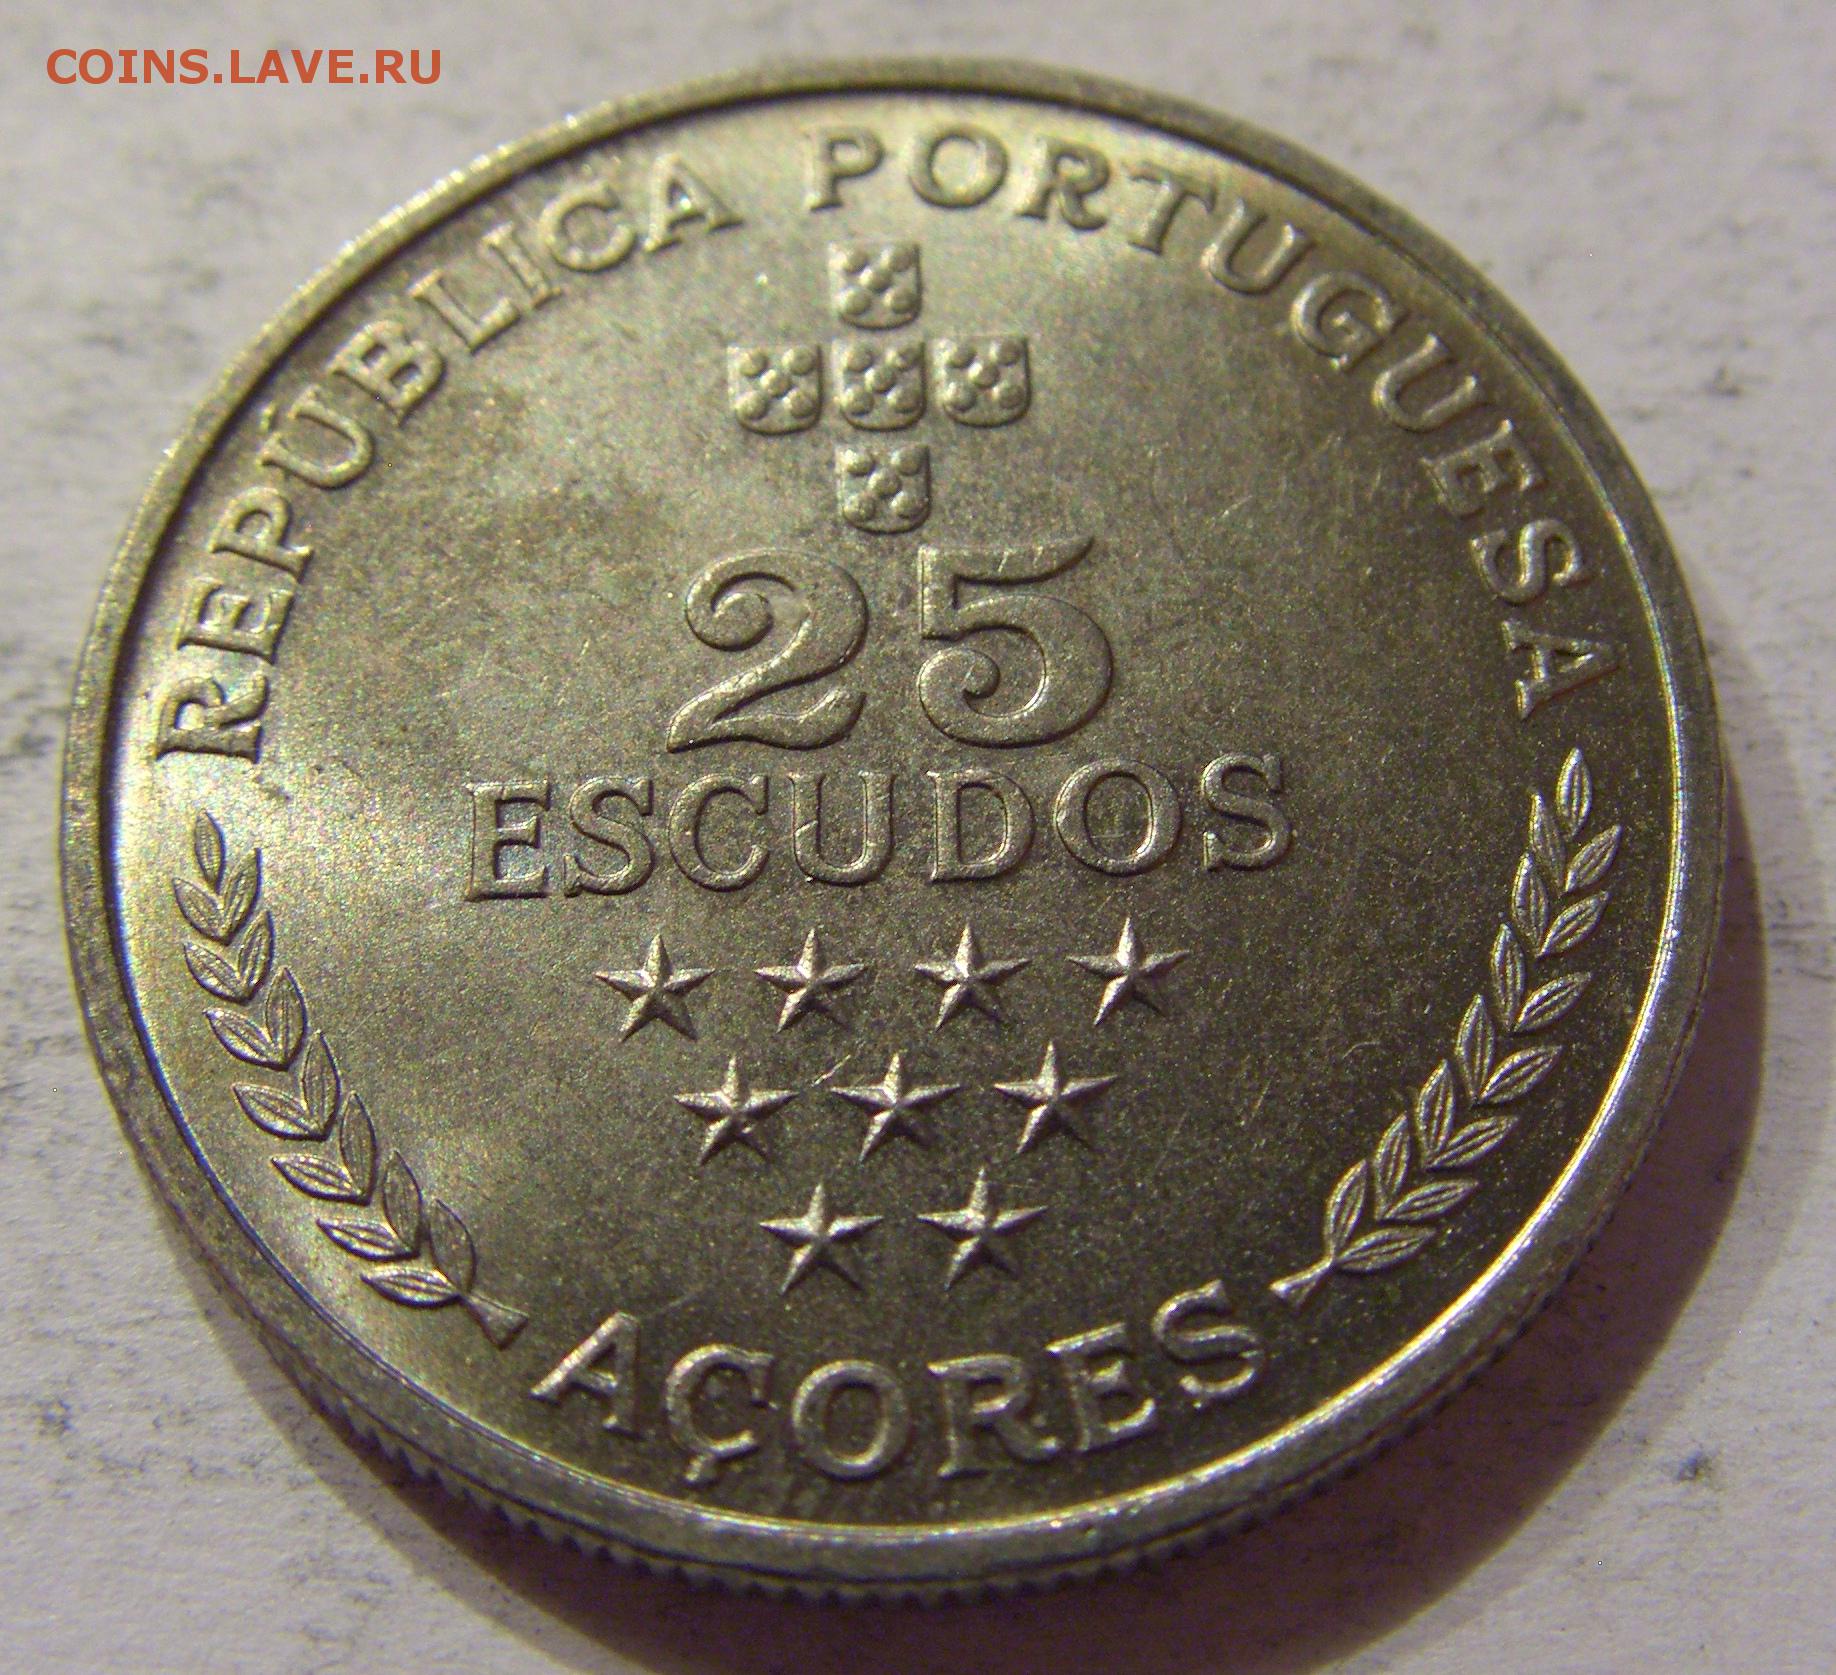 COINS.LAVE.RU
REPÚBLICA PORTUGUESA
25
ESCUDOS
AÇORES